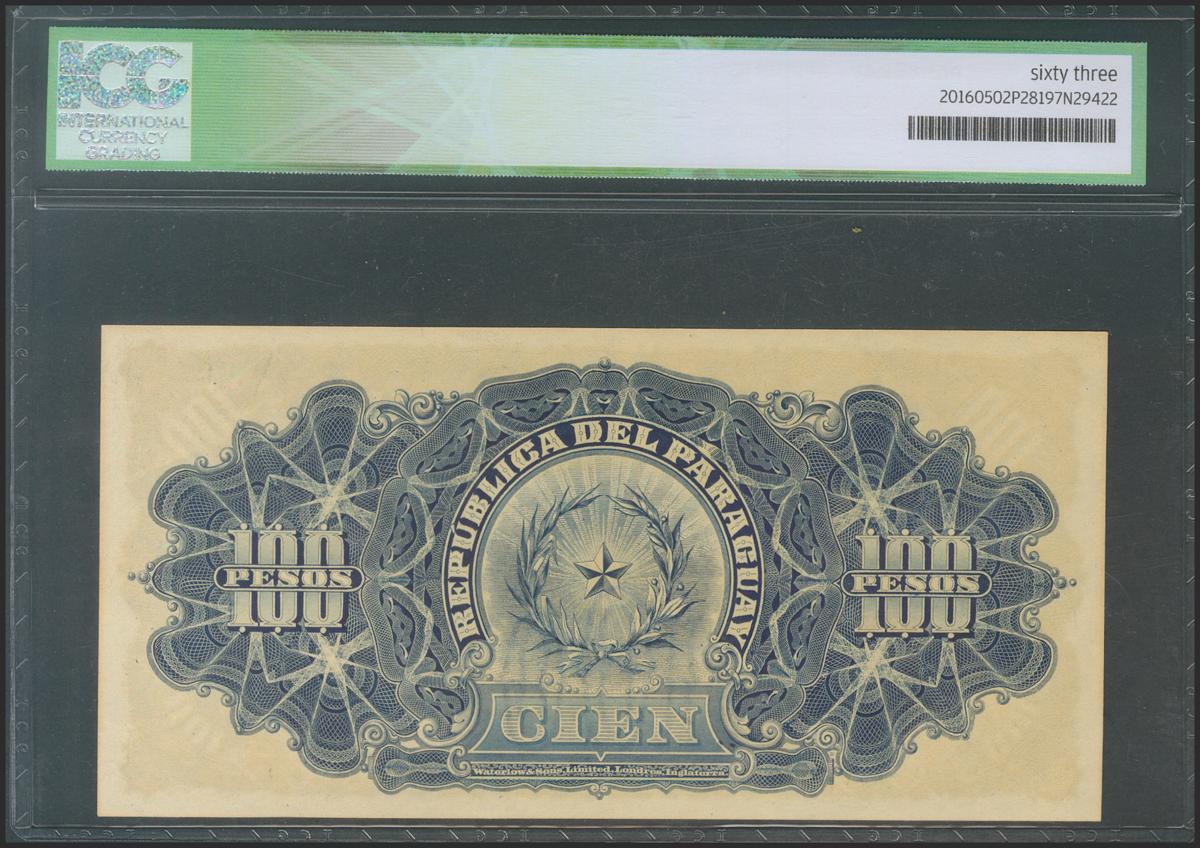 ICG
INTERNATIONAL
CURRENCY
GRADING
sixty three
20160502P28197N29422
REPUBLICA DEL PARAGUAY
100
PESOS
100
PESOS
CIEN
Waterlow & Sons, Limited, Londres, Inglaterra.